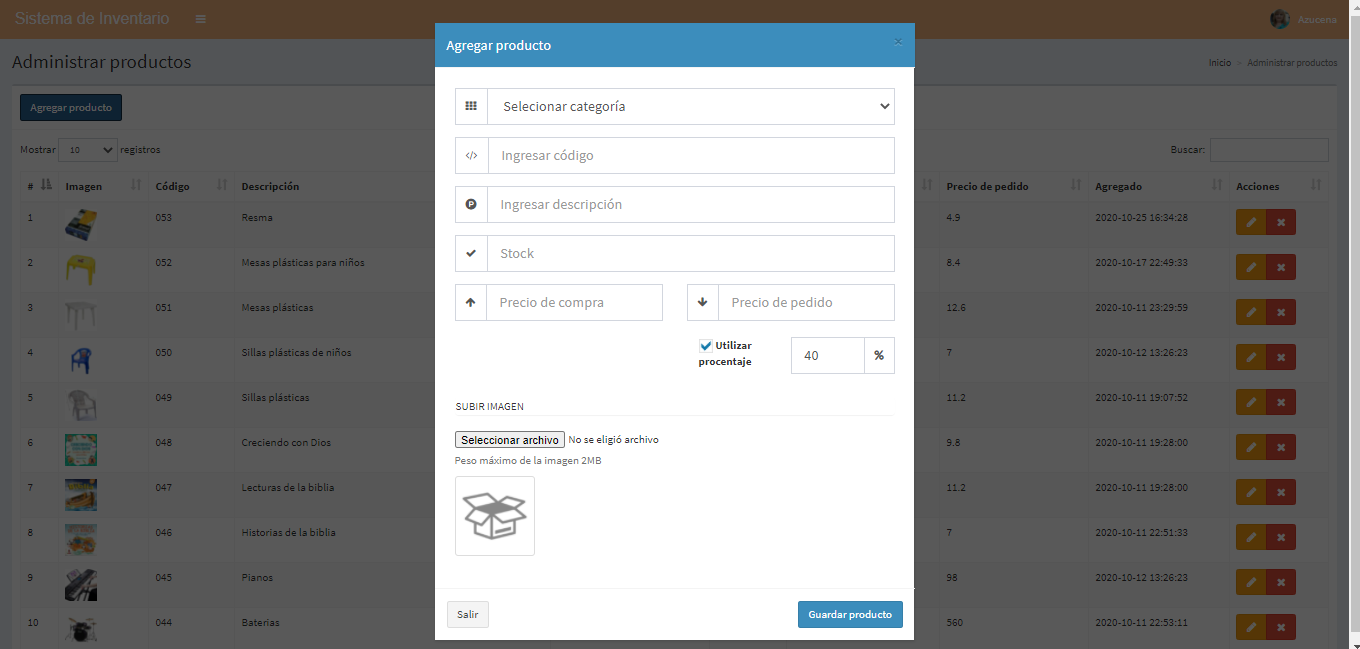 Sistema de Inventario
Azucena
Administrar productos
Inicio > Administrar productos
Agregar producto
Mostrar 10 registros
Buscar:
# Imagen Código Descripción Precio de pedido Agregado Acciones
1 053 Resma 4.9 2020-10-25 16:34:28
2 052 Mesas plásticas para niños 8.4 2020-10-17 22:49:33
3 051 Mesas plásticas 12.6 2020-10-11 23:29:59
4 050 Sillas plásticas de niños 7 2020-10-12 13:26:23
5 049 Sillas plásticas 11.2 2020-10-11 19:07:52
6 048 Creciendo con Dios 9.8 2020-10-11 19:28:00
7 047 Lecturas de la biblia 11.2 2020-10-11 19:28:00
8 046 Historias de la biblia 7 2020-10-11 22:51:33
9 045 Pianos 98 2020-10-12 13:26:23
10 044 Baterias 560 2020-10-11 22:53:11
Agregar producto ×
Selecionar categoría
Ingresar código
Ingresar descripción
Stock
Precio de compra
Precio de pedido
Utilizar
procentaje
40 %
SUBIR IMAGEN
Seleccionar archivo No se eligió archivo
Peso máximo de la imagen 2MB
Salir
Guardar producto